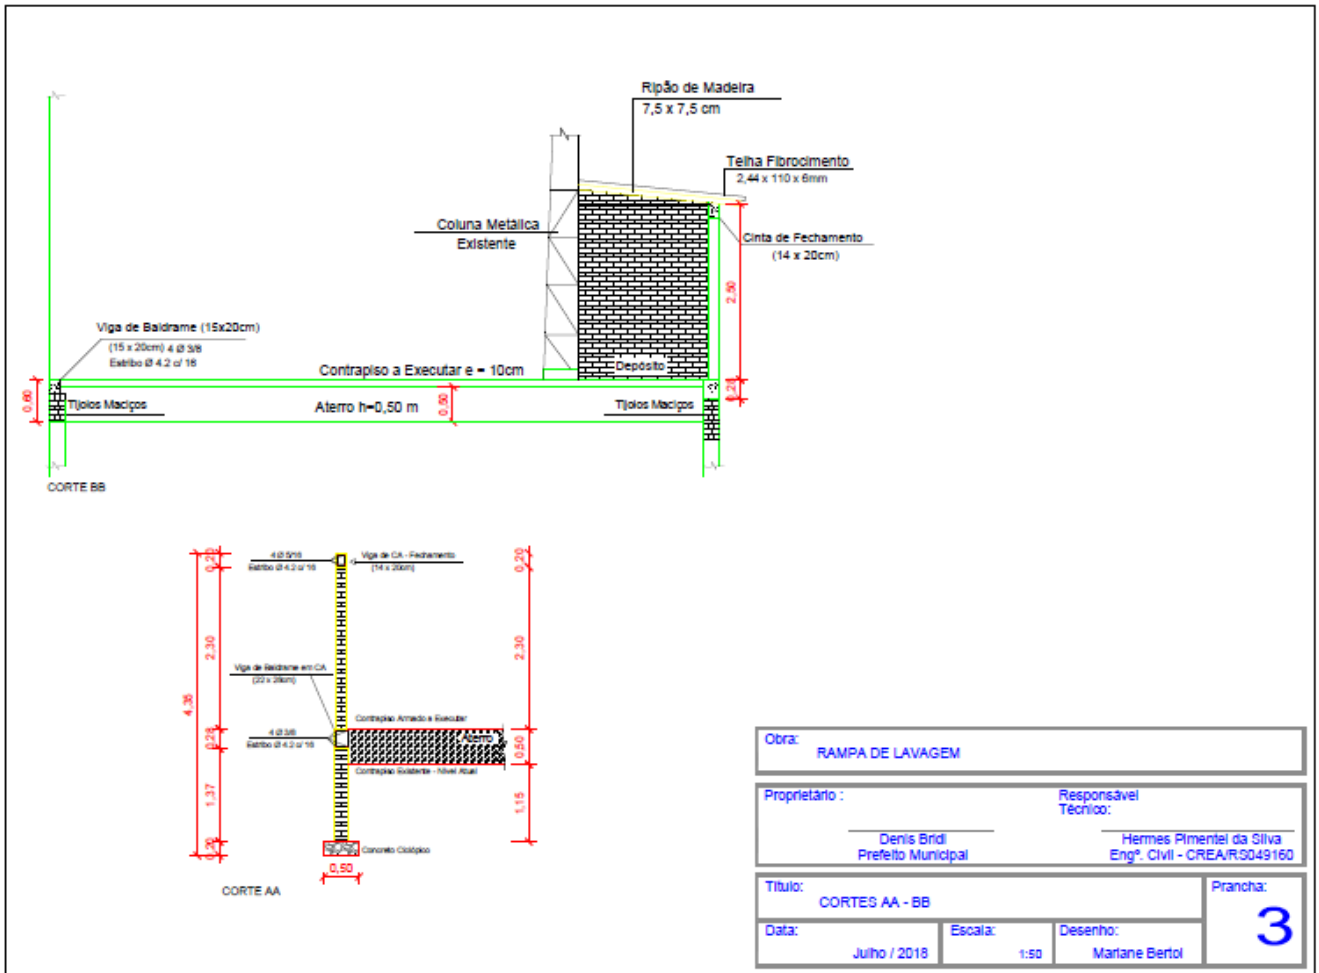 Ripão de Madeira
7,5 x 7,5 cm
Telha Fibrocimento
2,44 x 110 x 6mm
Coluna Metálica
Existente
Cinta de Fechamento
(14 x 20cm)
2,50
Viga de Baldrame (15x20cm)
(15 x 20cm) 4 Ø 3/8
Estribo Ø 4.2 c/ 16
Contrapiso a Executar e = 10cm
Depósito
0,60
Tijolos Maciços
Aterro h=0,50 m
0,50
Tijolos Maciços
0,28
CORTE BB
0,20
4 Ø 5/16
Estribo Ø 4.2 c/ 16
Viga de CA - Fechamento
(14 x 20cm)
0,20
2,30
2,30
Viga de Baldrame em CA
(22 x 28cm)
4,35
Contrapiso Armado a Executar
0,28
4 Ø 3/8
Estribo Ø 4.2 c/ 16
Aterro
0,50
Contrapiso Existente - Nível Atual
1,37
1,15
0,20
Concreto Ciclópico
0,50
CORTE AA
Obra:
RAMPA DE LAVAGEM
Proprietário :
Responsável
Técnico:
Denis Bridi
Prefeito Municipal
Hermes Pimentel da Silva
Engº. Civil - CREA/RS049160
Título:
CORTES AA - BB
Prancha:
3
Data:
Julho / 2018
Escala:
1:50
Desenho:
Mariane Bertol